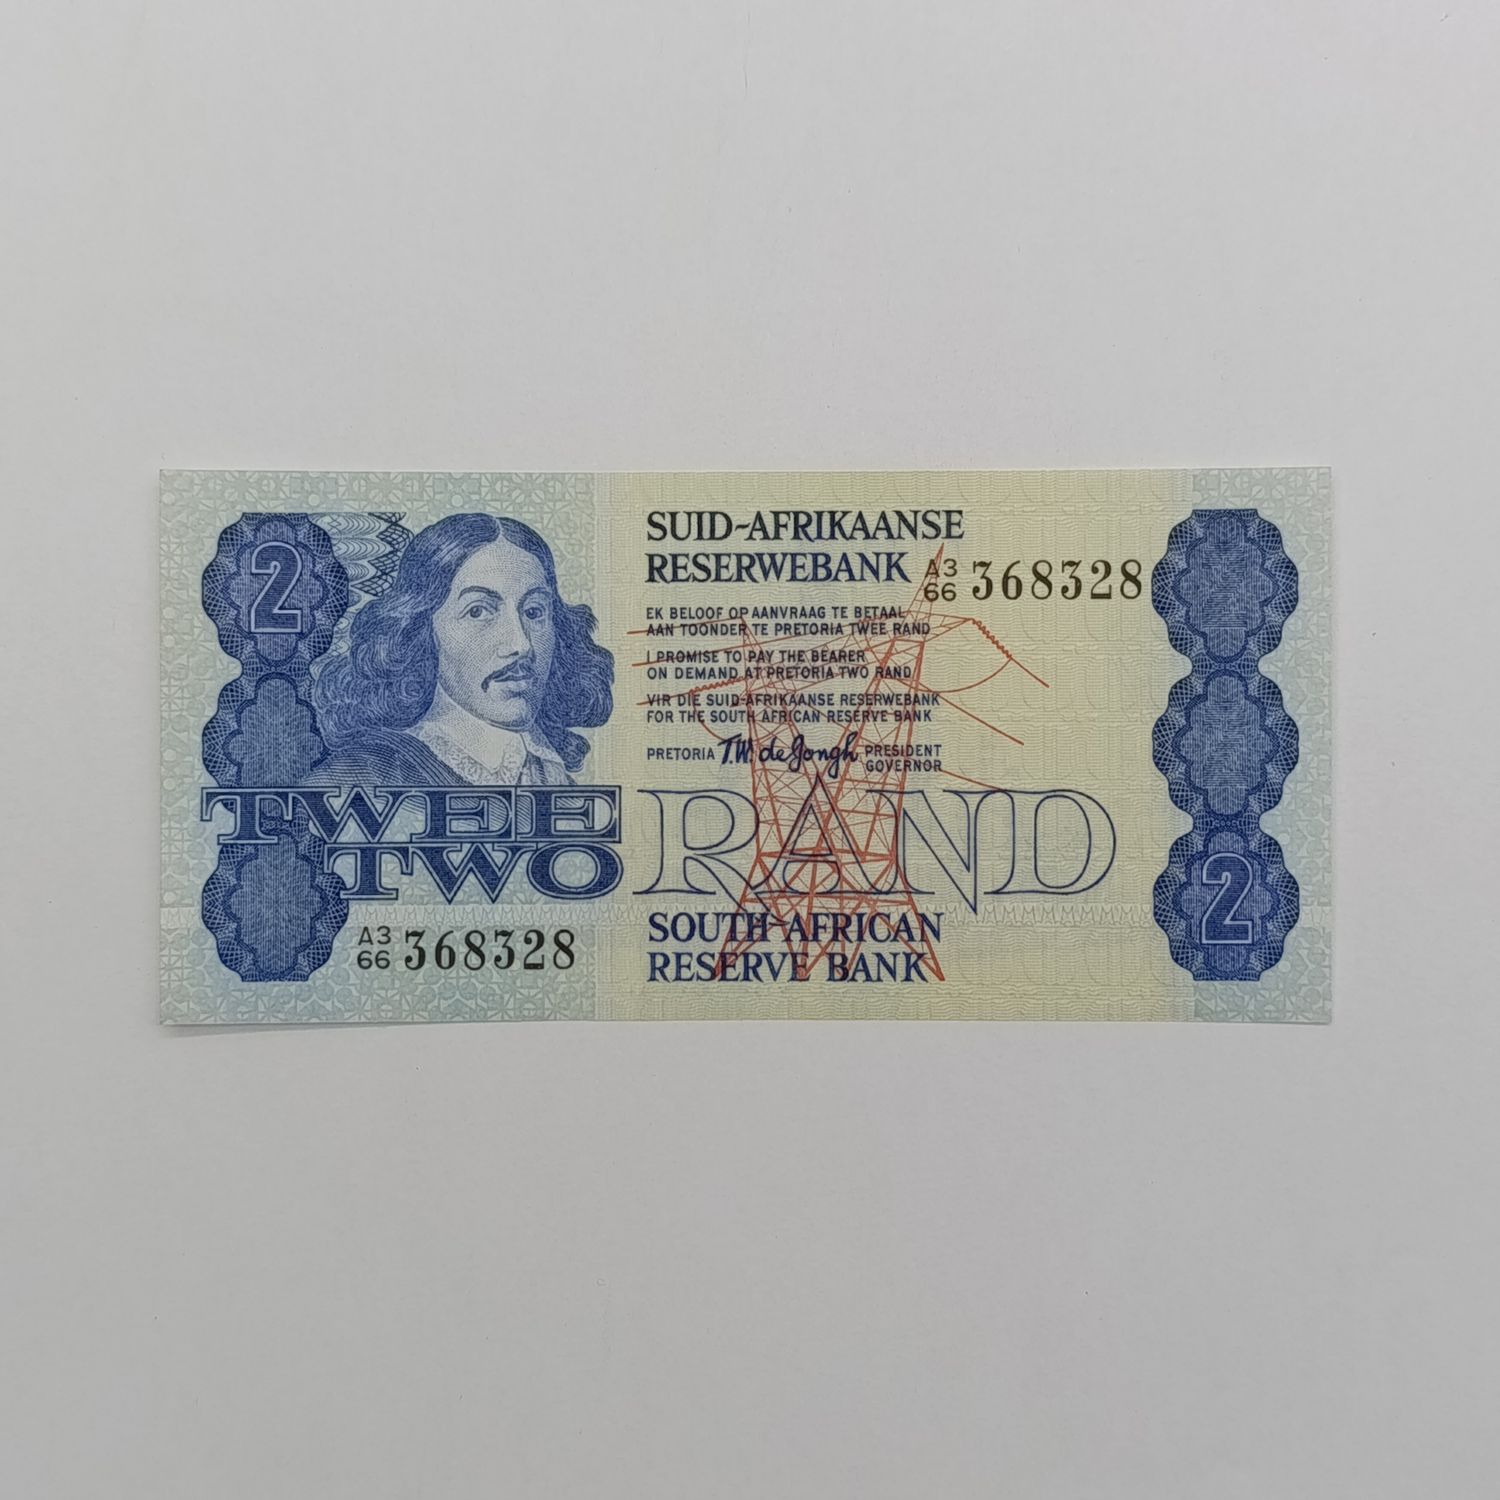 2
SUID-AFRIKAANSE
RESERWEBANK
A3
66 368328
EK BELOOF OP AANVRAAG TE BETAAL
AAN TOONDER TE PRETORIA TWEE RAND
I PROMISE TO PAY THE BEARER
ON DEMAND AT PRETORIA TWO RAND
VIR DIE SUID-AFRIKAANSE RESERWEBANK
FOR THE SOUTH AFRICAN RESERVE BANK
PRETORIA T.W. de Jongh PRESIDENT
GOVERNOR
TWEE
TWO
RAND
2
A3
66 368328
SOUTH-AFRICAN
RESERVE BANK